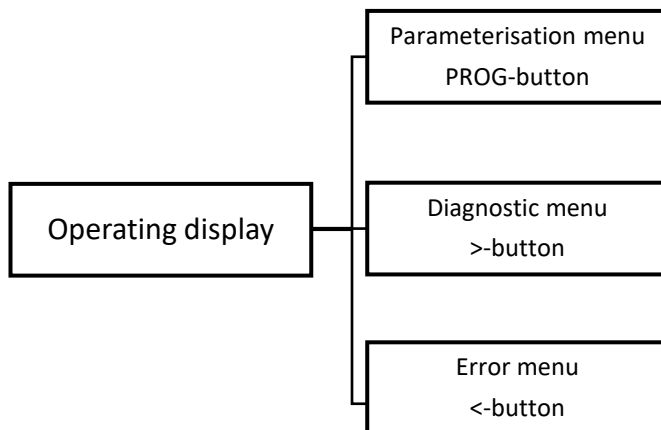 Parameterisation menu
PROG-button
Operating display
Diagnostic menu
>-button
Error menu
<-button